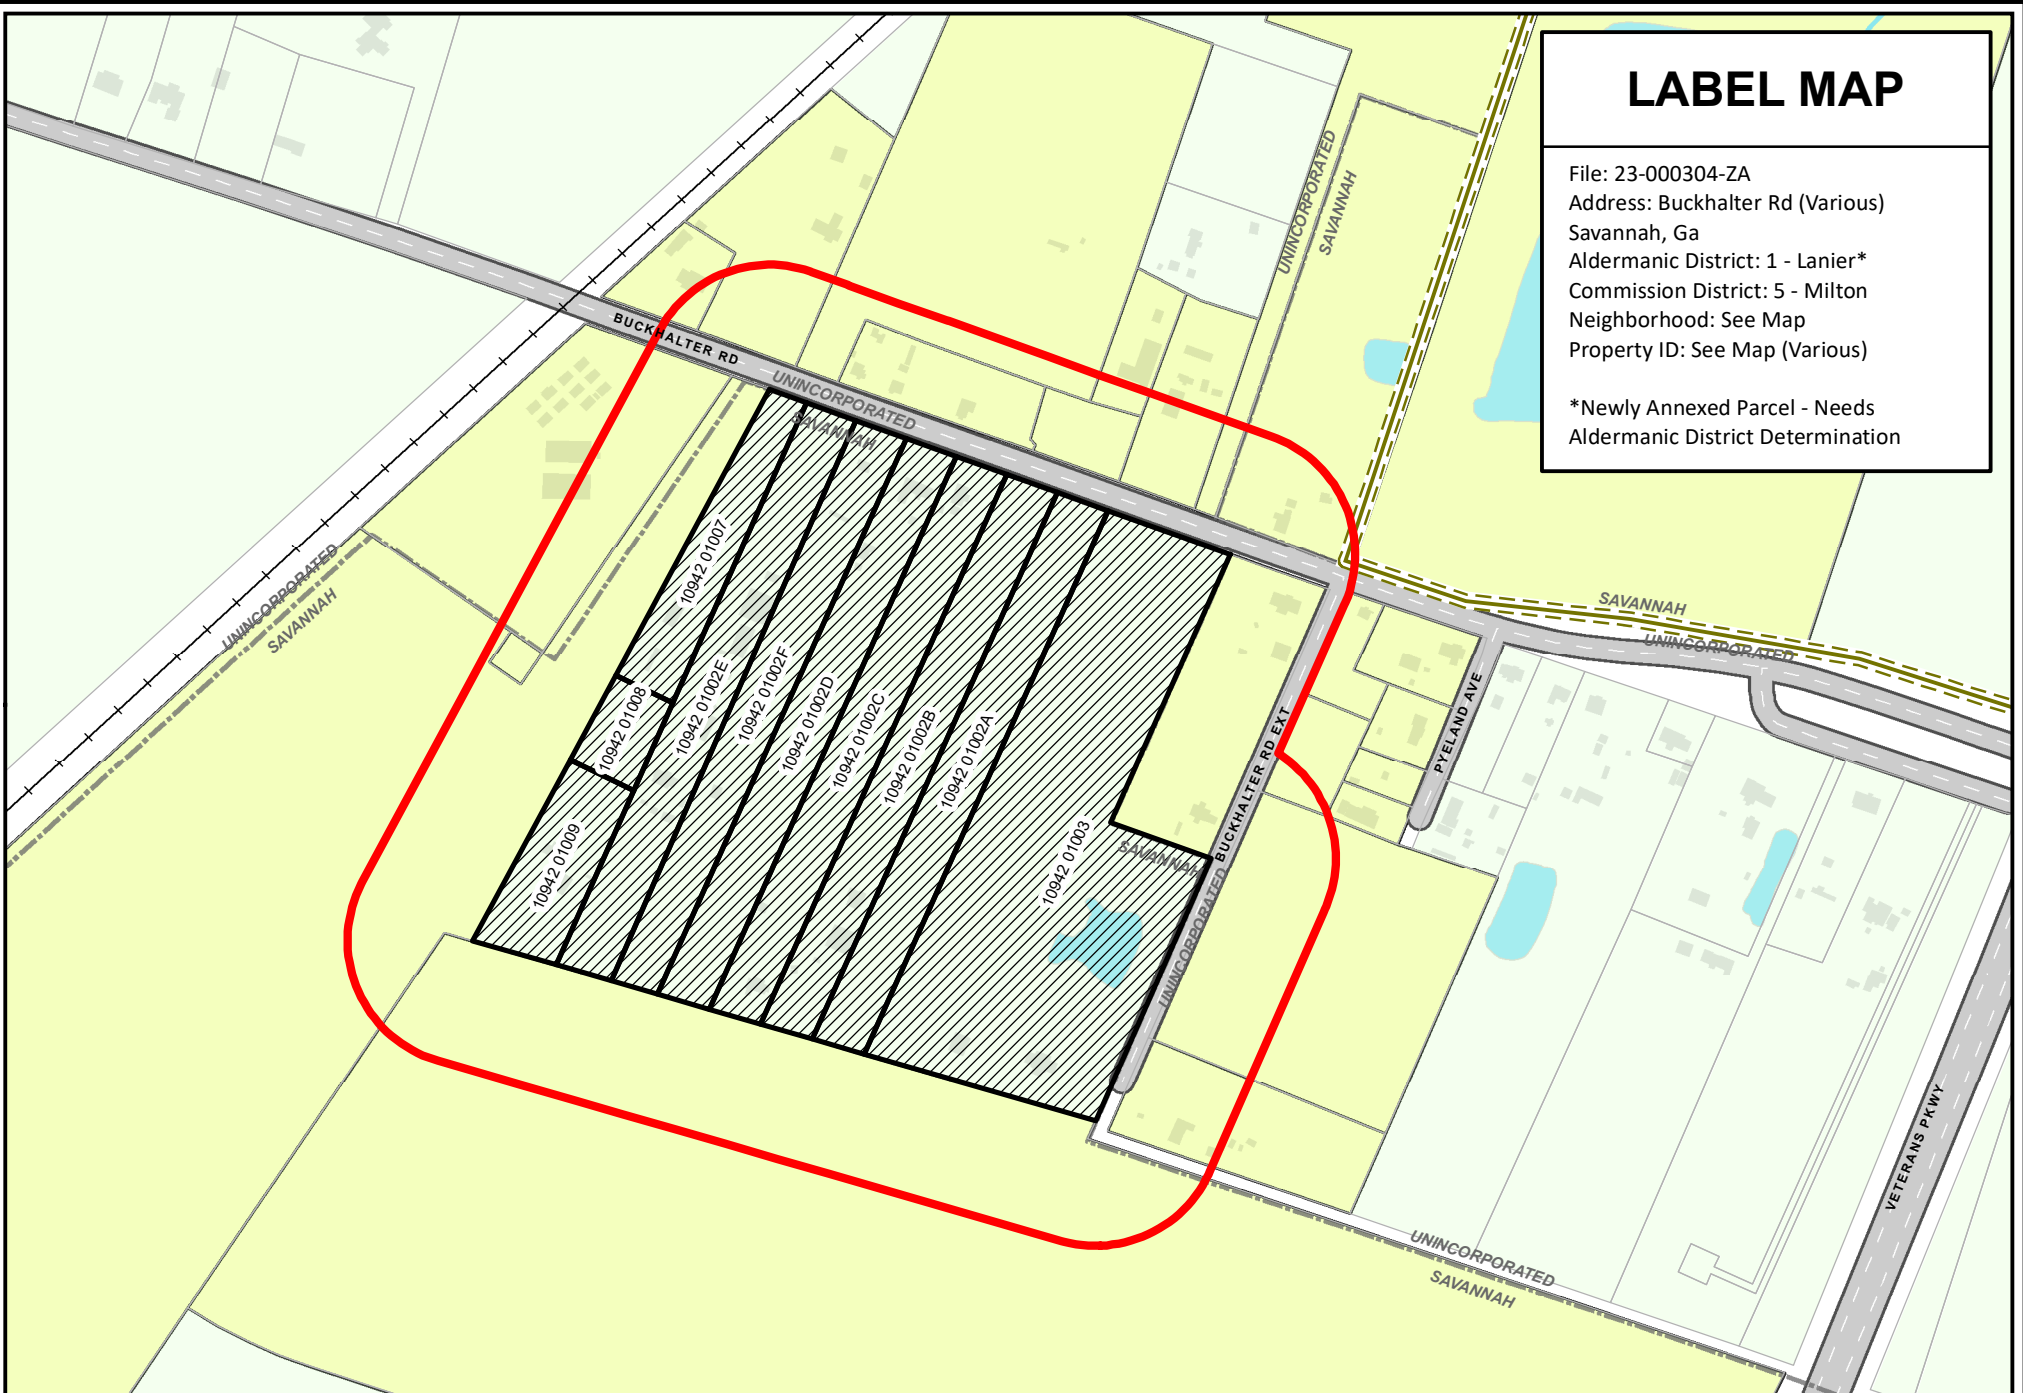 LABEL MAP
File: 23-000304-ZA
Address: Buckhalter Rd (Various)
Savannah, Ga
Aldermanic District: 1 - Lanier*
Commission District: 5 - Milton
Neighborhood: See Map
Property ID: See Map (Various)
*Newly Annexed Parcel - Needs
Aldermanic District Determination
UNINCORPORATED
SAVANNAH
BUCKHALTER RD
UNINCORPORATED
SAVANNAH
UNINCORPORATED
SAVANNAH
SAVANNAH
UNINCORPORATED
10942 01007
10942 01008
10942 01009
10942 01002E
10942 01002F
10942 01002D
10942 01002C
10942 01002B
10942 01002A
10942 01003
SAVANNAH
UNINCORPORATED
BUCKHALTER RD EXT
PYELAND AVE
VETERANS PKWY
UNINCORPORATED
SAVANNAH